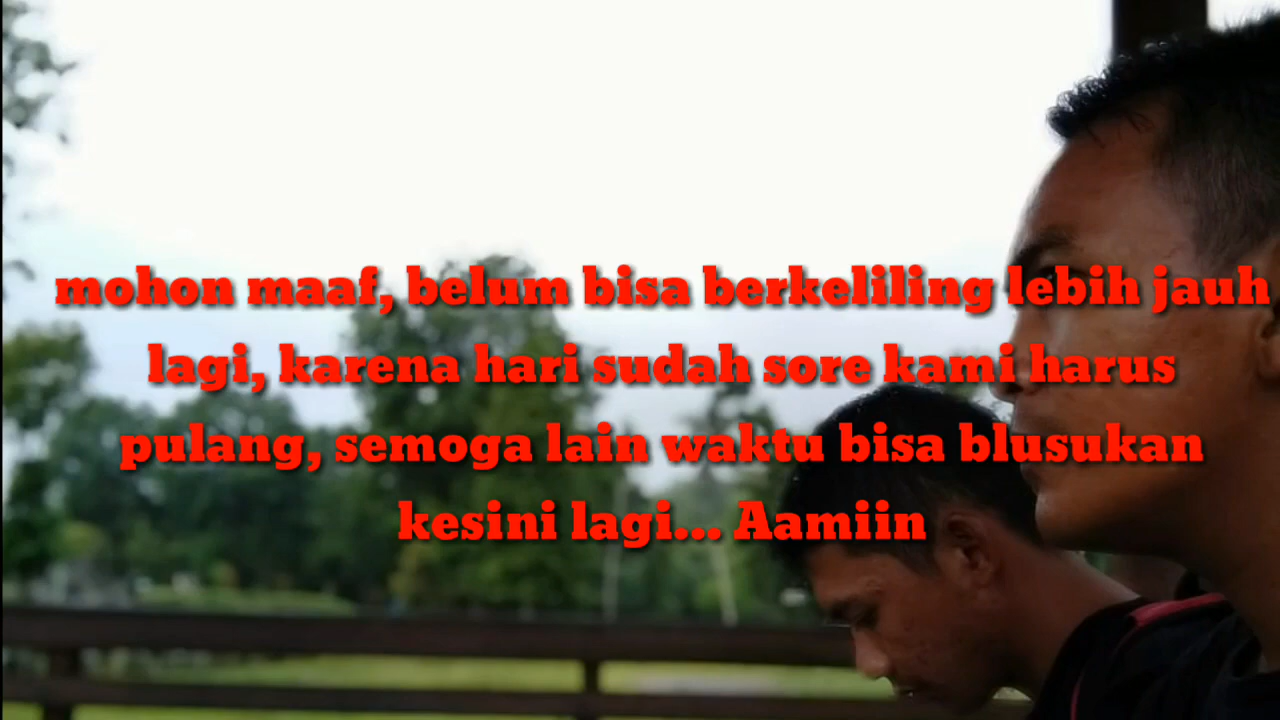 mohon maaf, belum bisa berkeliling lebih jauh
lagi, karena hari sudah sore kami harus
pulang, semoga lain waktu bisa blusukan
kesini lagi... Aamiin